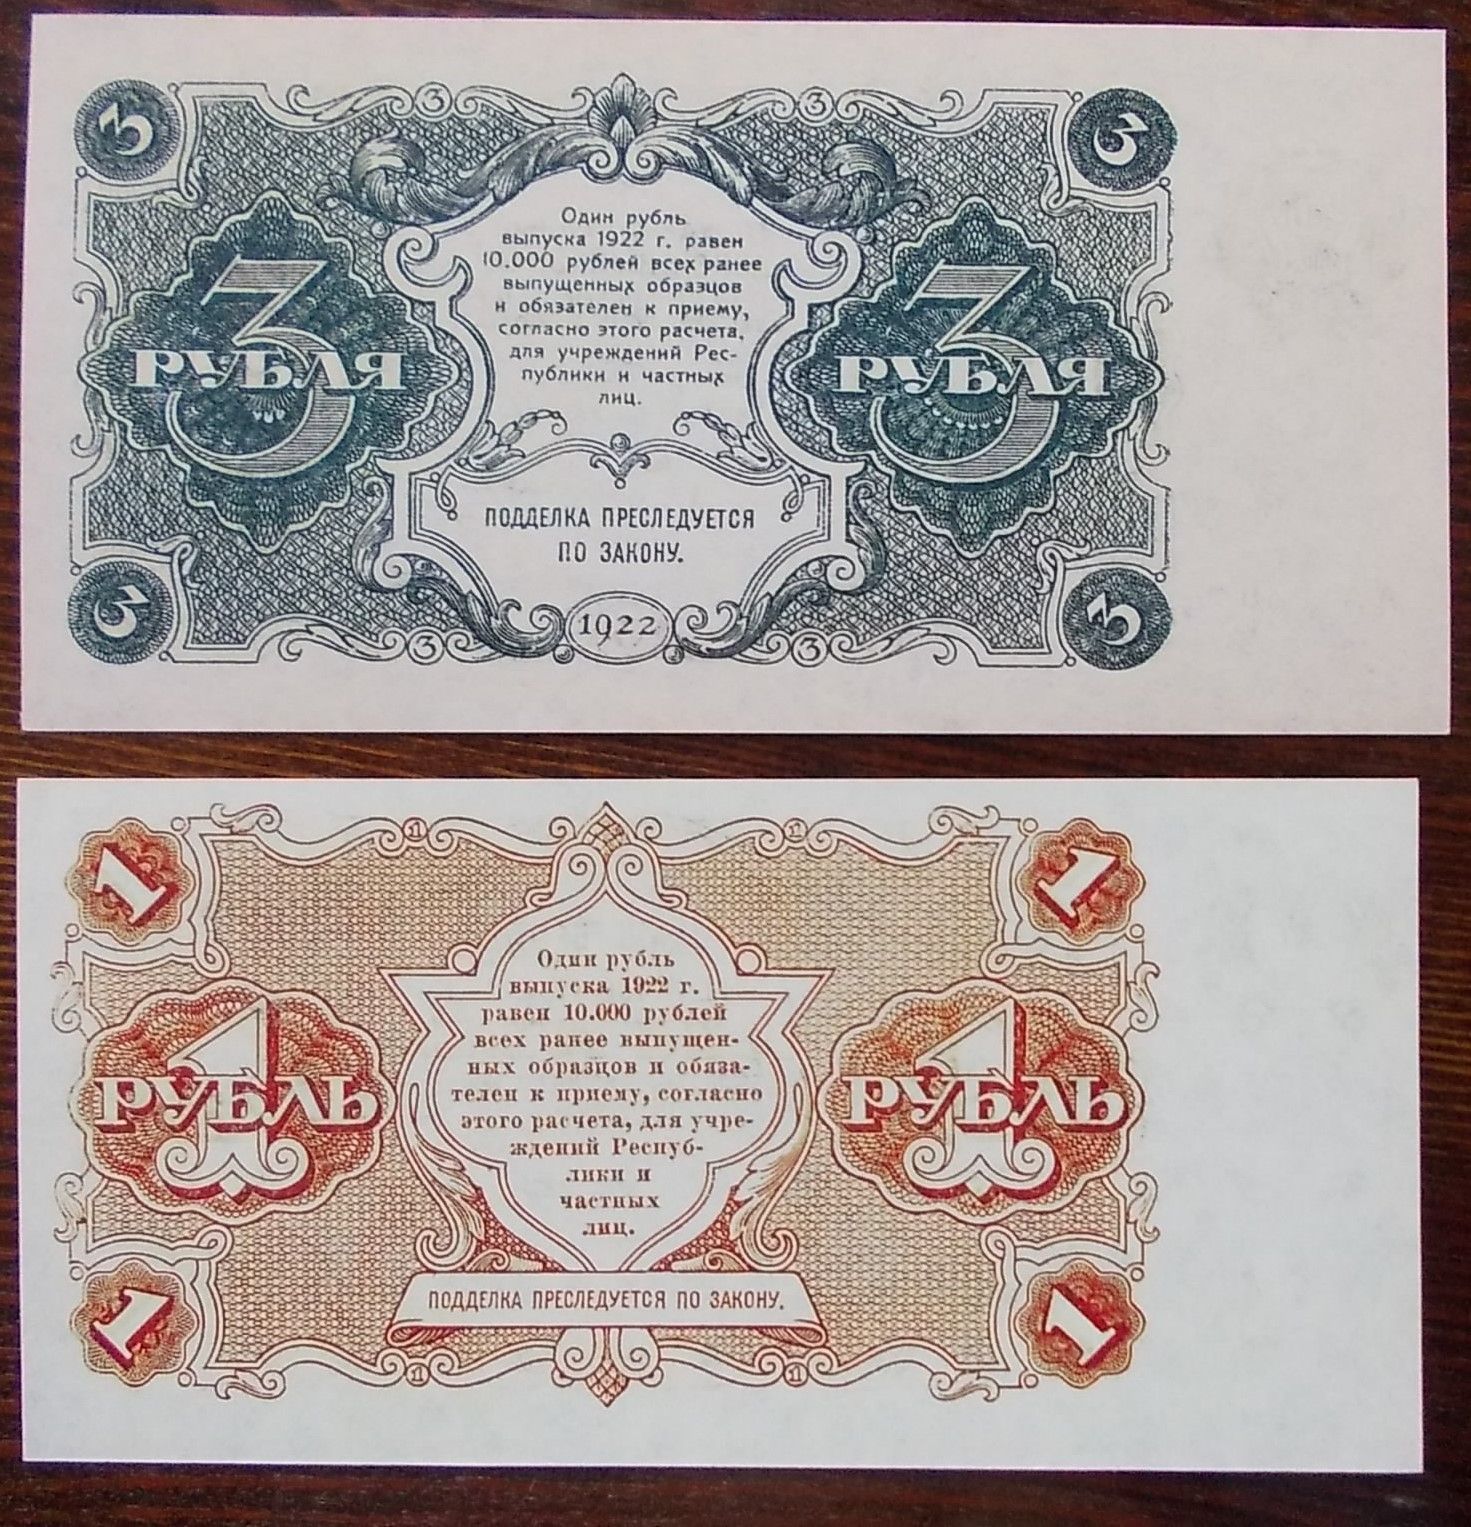 3 3 3 3
Один рубль
выпуска 1922 г. равен
10.000 рублей всех ранее
выпущенных образцов
и обязателен к приему,
согласно этого расчета,
для учреждений Рес-
публики и частных
лиц.
3 3
РУБЛЯ РУБЛЯ
ПОДДЕЛКА ПРЕСЛЕДУЕТСЯ
ПО ЗАКОНУ.
3 3 1922 3 3
1 1 1 1
Один рубль
выпуска 1922 г.
равен 10.000 рублей
всех ранее выпущен-
ных образцов и обяза-
телен к приему, согласно
этого расчета, для учре-
ждений Респуб-
лики и
частных
лиц.
1 1
РУБЛЬ РУБЛЬ
ПОДДЕЛКА ПРЕСЛЕДУЕТСЯ ПО ЗАКОНУ.
1 1 1 1